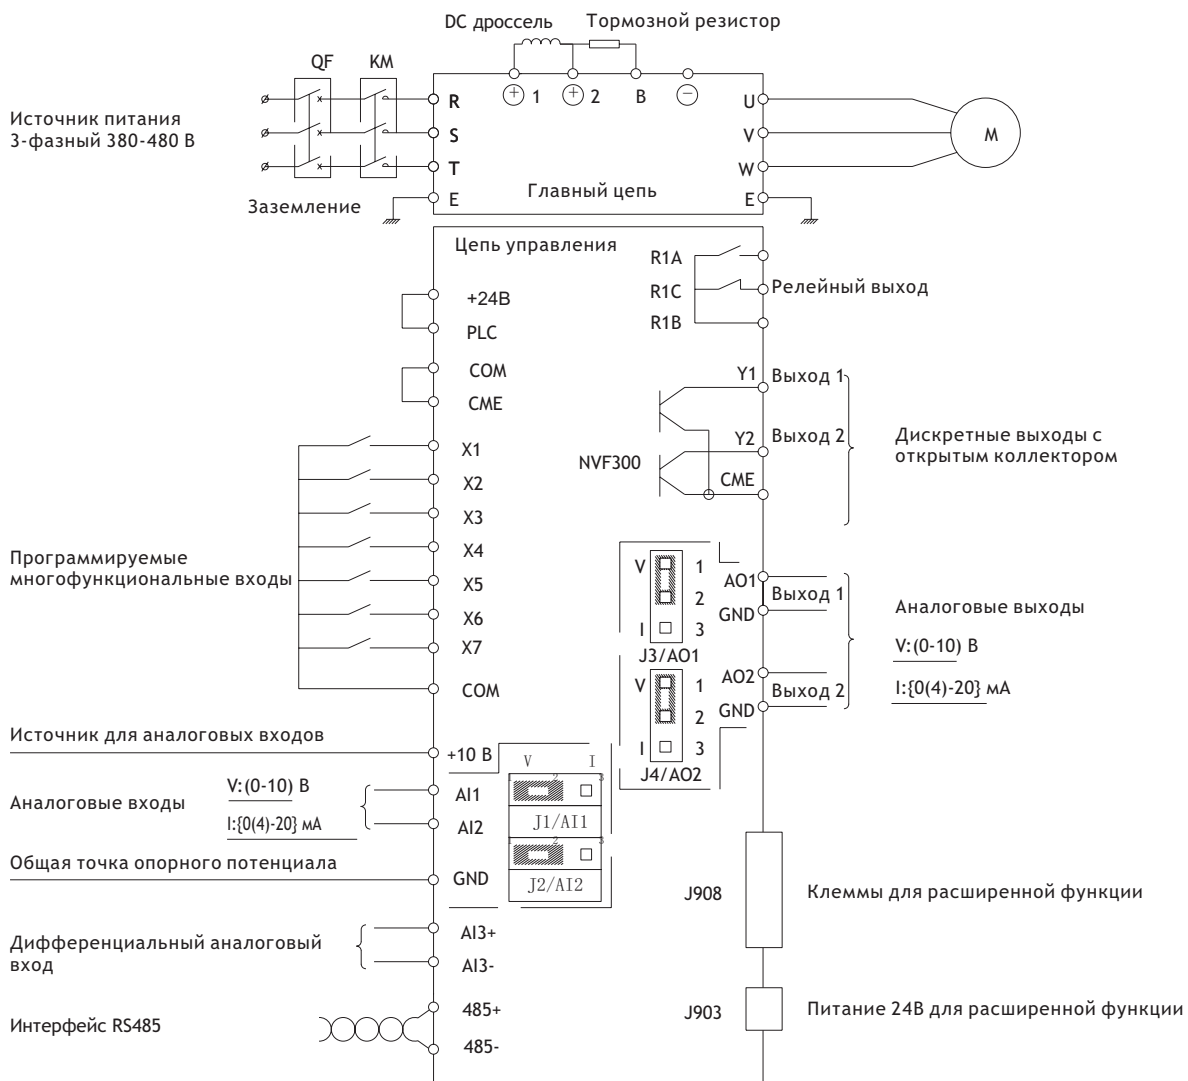 DC дроссель
Тормозной резистор
QF
KM
1
2
B
R
S
T
E
U
V
W
E
M
Источник питания
3-фазный 380-480 В
Заземление
Главный цепь
Цепь управления
+24В
PLC
COM
CME
R1A
R1C
R1B
Релейный выход
Y1
Выход 1
Y2
Выход 2
CME
NVF300
Дискретные выходы с
открытым коллектором
X1
X2
X3
X4
X5
X6
X7
COM
Программируемые
многофункциональные входы
V
1
2
I
3
J3/AO1
AO1
Выход 1
GND
V
1
2
I
3
J4/AO2
AO2
Выход 2
GND
Аналоговые выходы
V:(0-10) В
I:{0(4)-20} мА
Источник для аналоговых входов
+10 В
Аналоговые входы
V:(0-10) В
I:{0(4)-20} мА
AI1
AI2
V
I
1 2 3
J1/AI1
1 2 3
J2/AI2
Общая точка опорного потенциала
GND
Дифференциальный аналоговый
вход
AI3+
AI3-
Интерфейс RS485
485+
485-
J908
Клеммы для расширенной функции
J903
Питание 24В для расширенной функции